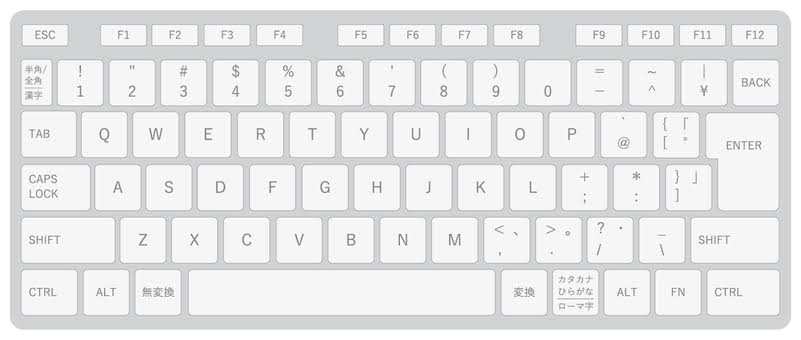 ESC F1 F2 F3 F4 F5 F6 F7 F8 F9 F10 F11 F12
半角/
全角
漢字
! " # $ % & ' ( ) = ~ |
1 2 3 4 5 6 7 8 9 0 − ^ ¥ BACK
TAB Q W E R T Y U I O P
` { 「
@ [ °
ENTER
CAPS
LOCK
A S D F G H J K L
+ * } 」
; : ]
SHIFT Z X C V B N M
< 、 > 。 ? ・ _
, . / \
SHIFT
CTRL ALT 無変換 変換
カタカナ
ひらがな
ローマ字
ALT FN CTRL